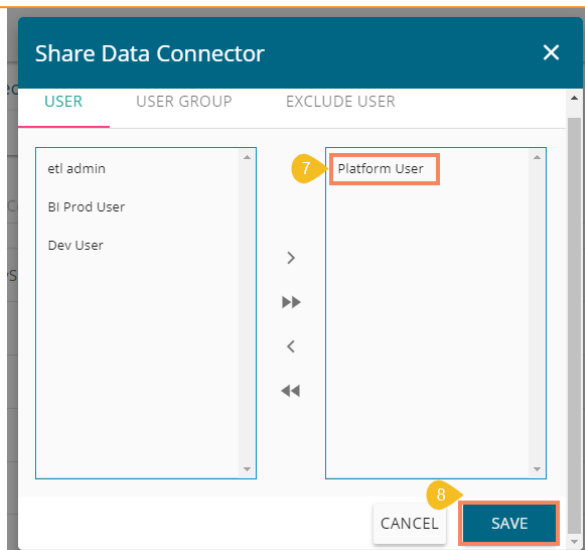 Share Data Connector
USER USER GROUP EXCLUDE USER
etl admin
BI Prod User
Dev User
7 Platform User
8
CANCEL SAVE